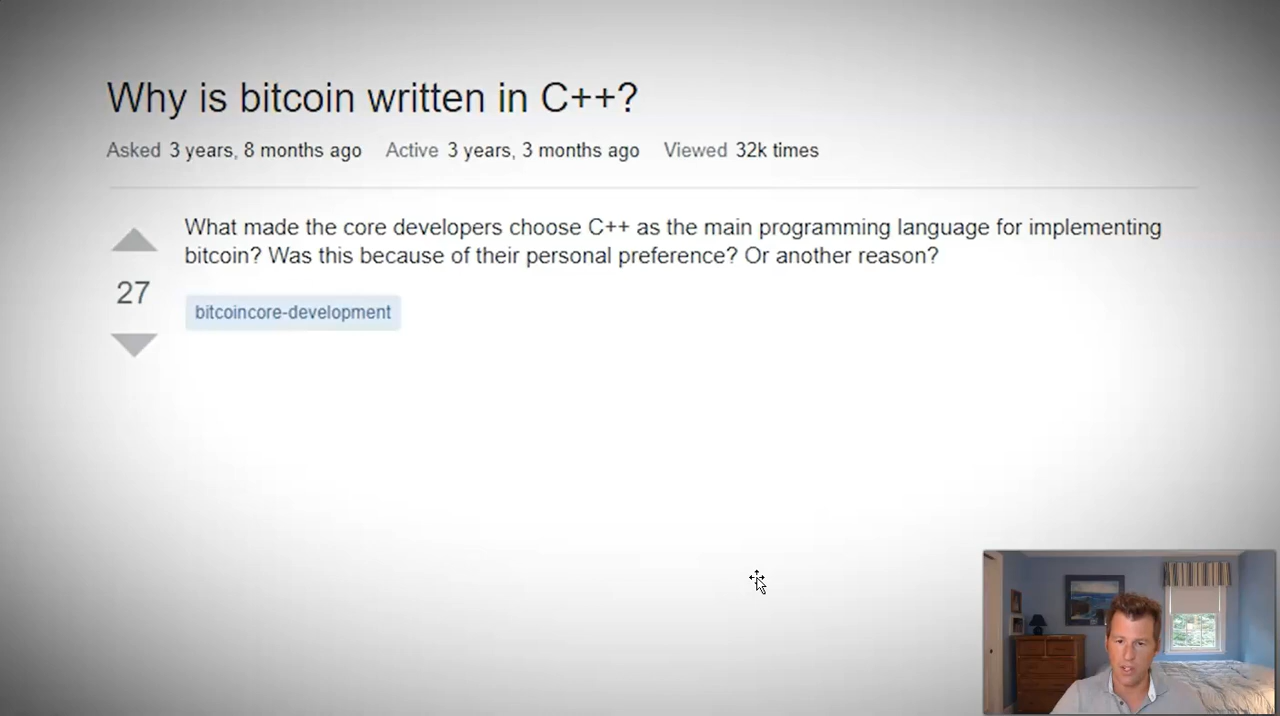 Why is bitcoin written in C++?
Asked 3 years, 8 months ago Active 3 years, 3 months ago Viewed 32k times
What made the core developers choose C++ as the main programming language for implementing
bitcoin? Was this because of their personal preference? Or another reason?
27
bitcoincore-development